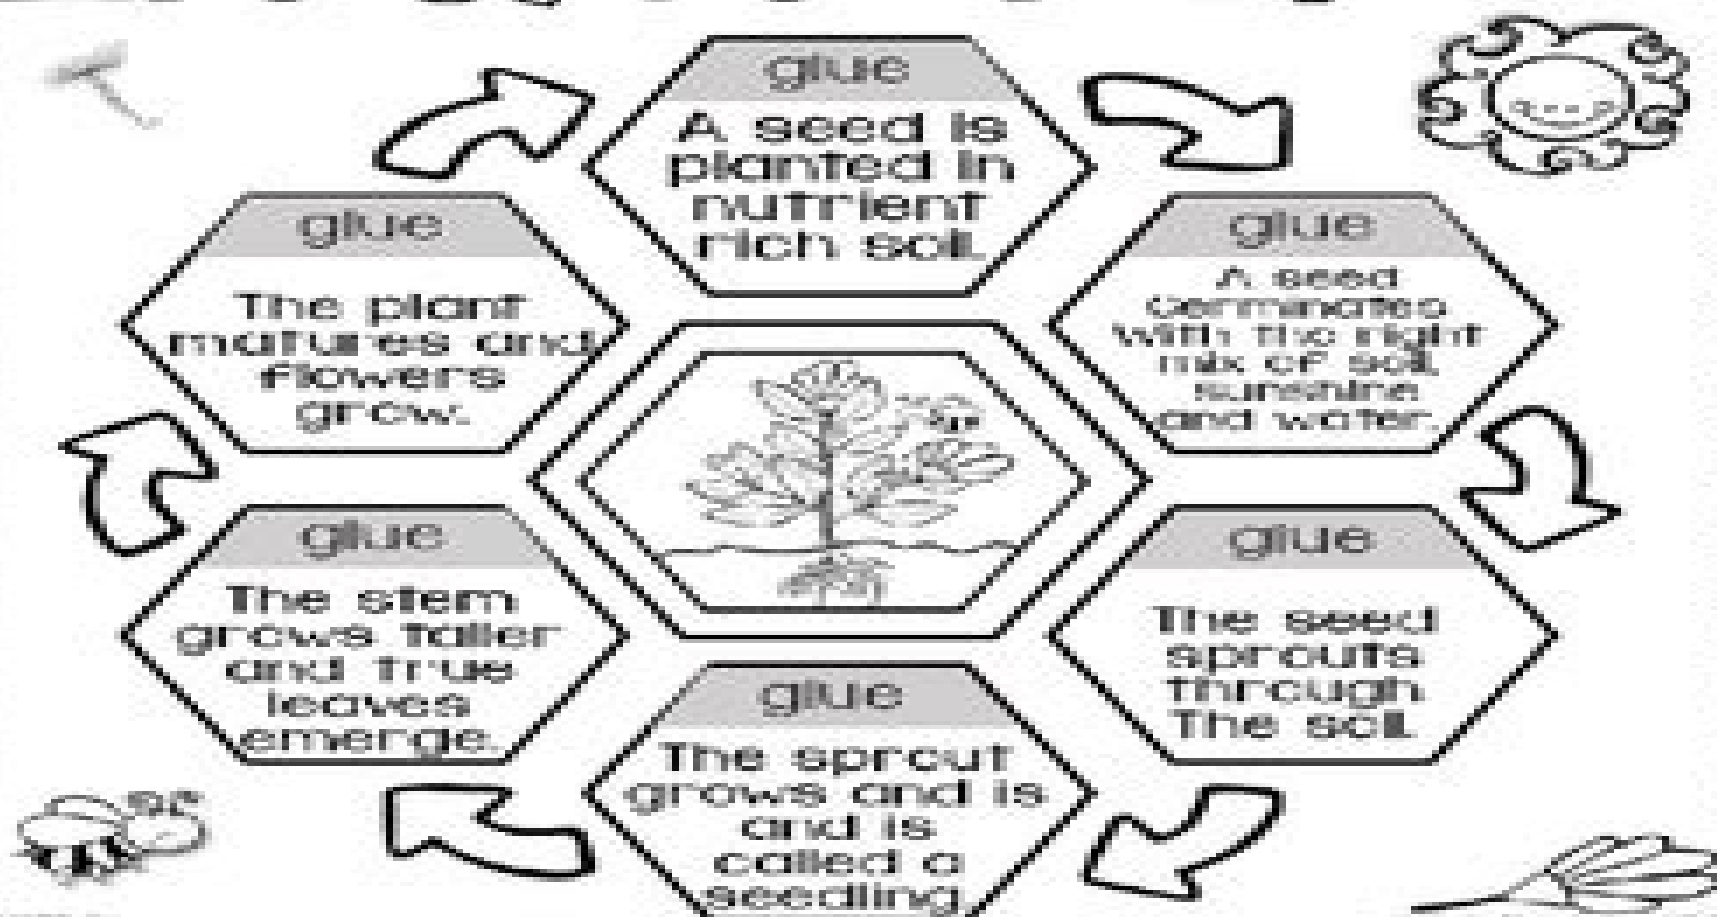 glue
A seed is
planted in
nutrient
rich soil.
glue
A seed
Germinates
with the right
mix of soil,
sunshine
and water.
glue
The seed
sprouts
through
The soil.
glue
The sprout
grows and is
and is
called a
seedling.
glue
The stem
grows taller
and true
leaves
emerge.
glue
The plant
matures and
flowers
grow.